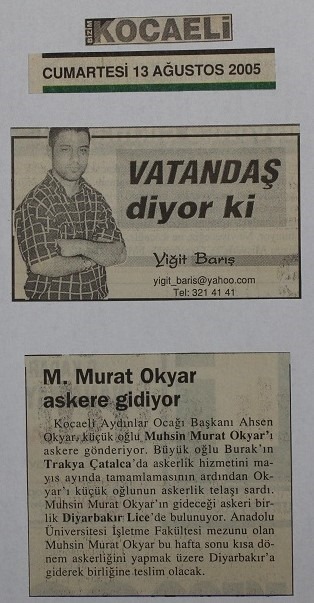 BİZİM
KOCAELİ
CUMARTESİ 13 AĞUSTOS 2005
VATANDAŞ
diyor ki
Yiğit Barış
yigit_baris@yahoo.com
Tel: 321 41 41
M. Murat Okyar
askere gidiyor
Kocaeli Aydınlar Ocağı Başkanı Ahsen
Okyar, küçük oğlu Muhsin Murat Okyar'ı
askere gönderiyor. Büyük oğlu Burak'ın
Trakya Çatalca'da askerlik hizmetini ma-
yıs ayında tamamlamasının ardından Ok-
yar'ı küçük oğlunun askerlik telaşı sardı.
Muhsin Murat Okyar'ın gideceği askeri bir-
lik Diyarbakır Lice'de bulunuyor. Anadolu
Üniversitesi İşletme Fakültesi mezunu olan
Muhsin Murat Okyar bu hafta sonu kısa dö-
nem askerliğini yapmak üzere Diyarbakır'a
giderek birliğine teslim olacak.